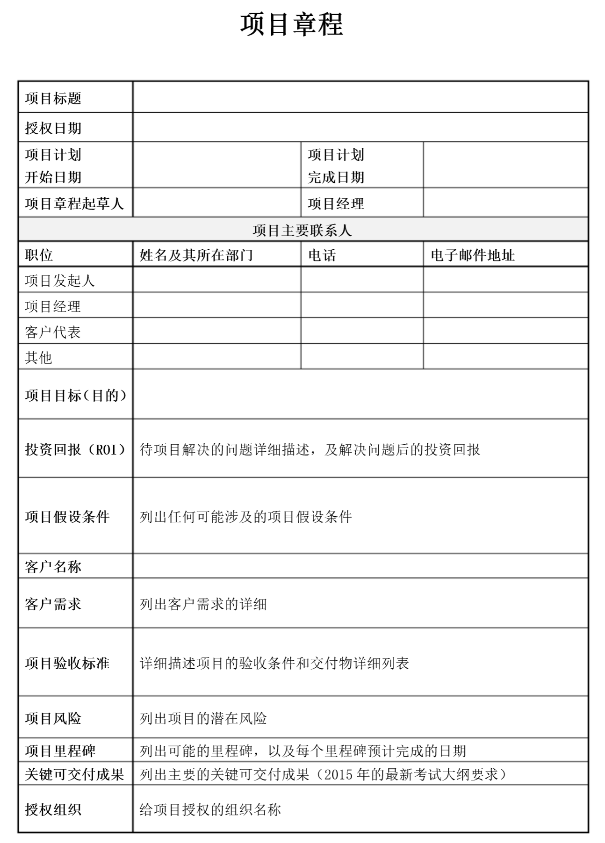 项目章程
项目标题
授权日期
项目计划 项目计划
开始日期 完成日期
项目章程起草人 项目经理
项目主要联系人
职位 姓名及其所在部门 电话 电子邮件地址
项目发起人
项目经理
客户代表
其他
项目目标(目的)
投资回报（ROI） 待项目解决的问题详细描述，及解决问题后的投资回报
项目假设条件 列出任何可能涉及的项目假设条件
客户名称
客户需求 列出客户需求的详细
项目验收标准 详细描述项目的验收条件和交付物详细列表
项目风险 列出项目的潜在风险
项目里程碑 列出可能的里程碑，以及每个里程碑预计完成的日期
关键可交付成果 列出主要的关键可交付成果（2015 年的最新考试大纲要求）
授权组织 给项目授权的组织名称